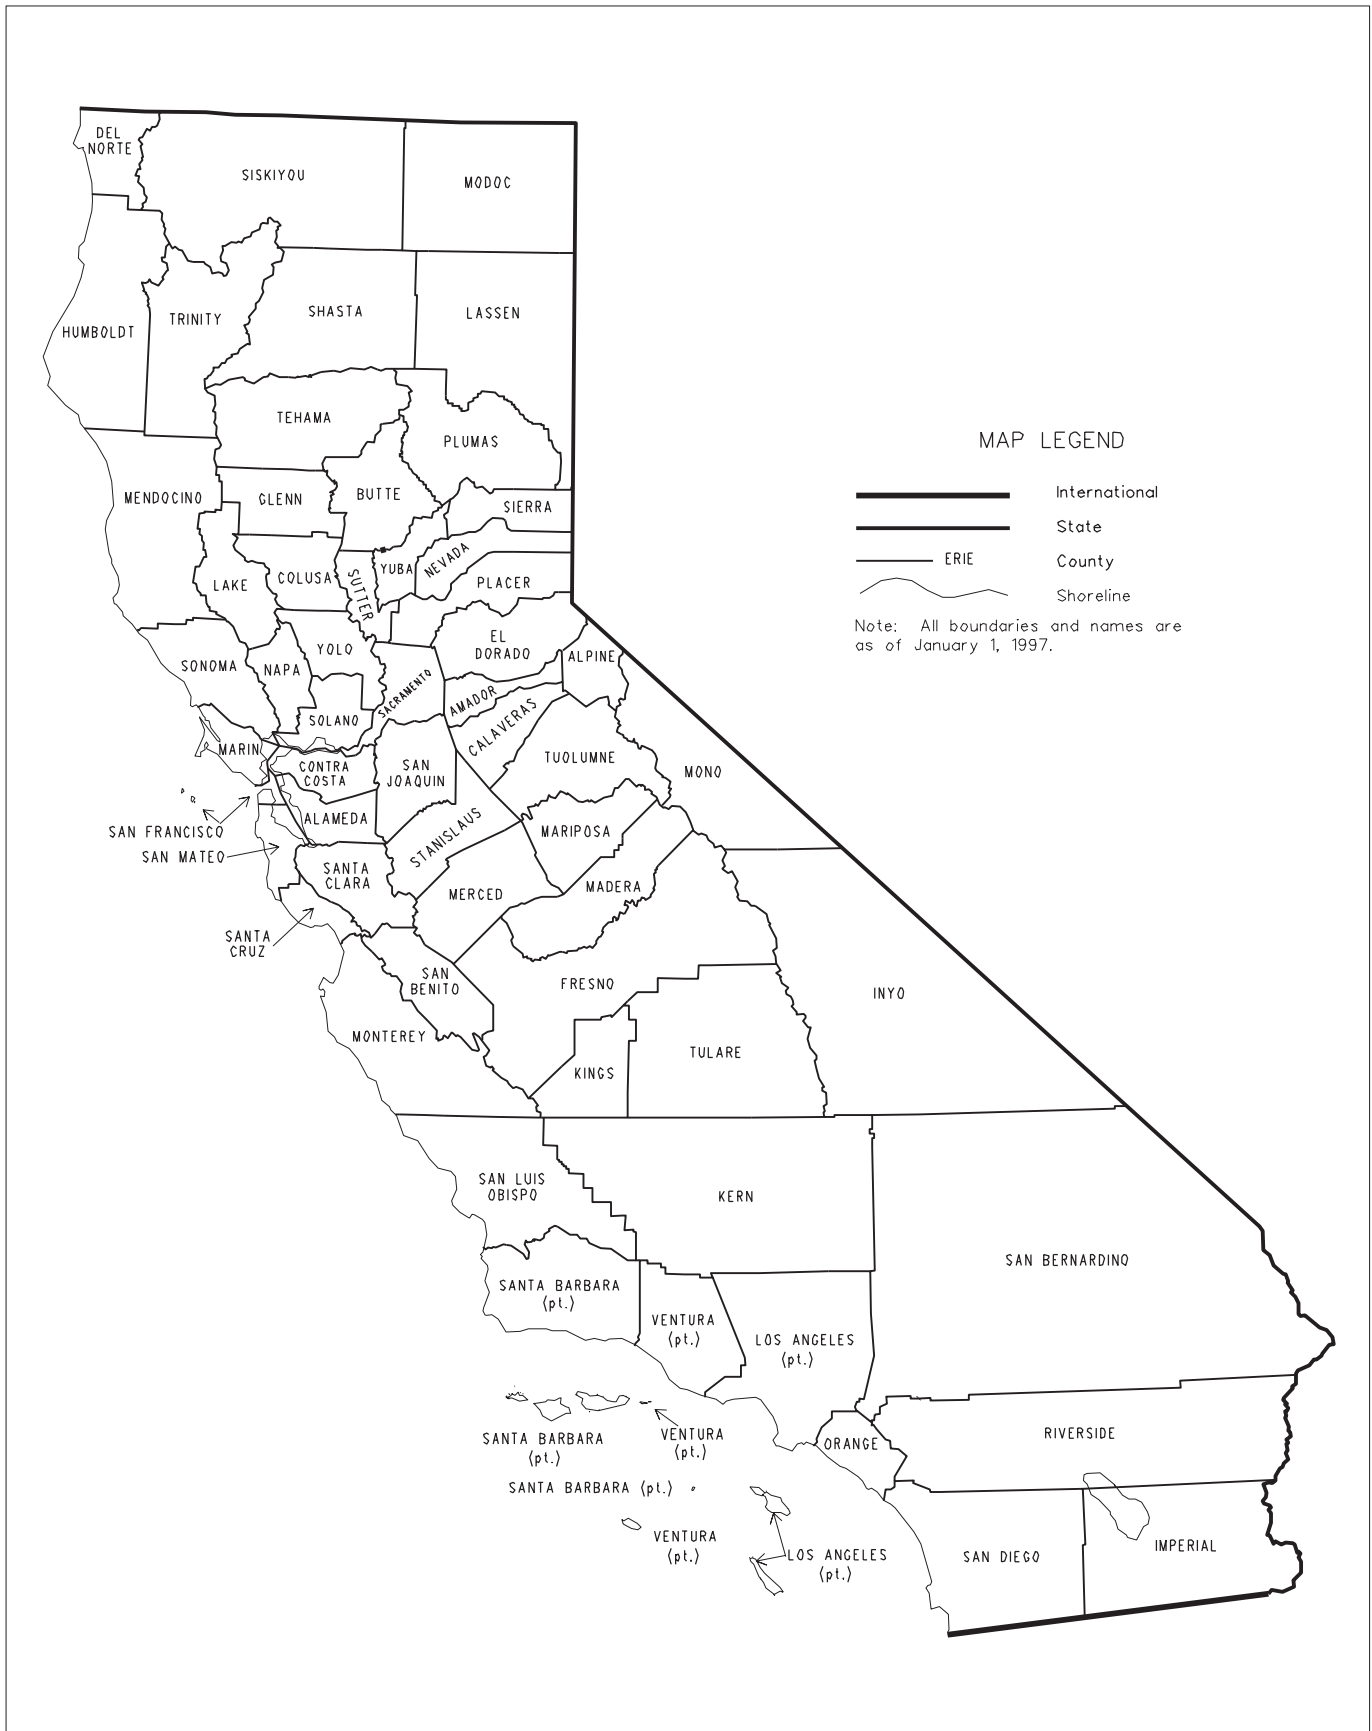 DEL
NORTE
SISKIYOU
MODOC
HUMBOLDT
TRINITY
SHASTA
LASSEN
TEHAMA
PLUMAS
MENDOCINO
GLENN
BUTTE
SIERRA
LAKE
COLUSA
SUTTER
YUBA
NEVADA
PLACER
SONOMA
NAPA
YOLO
SACRAMENTO
EL
DORADO
ALPINE
SOLANO
AMADOR
CALAVERAS
MARIN
CONTRA
COSTA
SAN
JOAQUIN
TUOLUMNE
MONO
SAN FRANCISCO
ALAMEDA
STANISLAUS
MARIPOSA
SAN MATEO
SANTA
CLARA
MERCED
MADERA
SANTA
CRUZ
SAN
BENITO
FRESNO
INYO
MONTEREY
KINGS
TULARE
SAN LUIS
OBISPO
KERN
SAN BERNARDINO
SANTA BARBARA
(pt.)
VENTURA
(pt.)
LOS ANGELES
(pt.)
SANTA BARBARA
(pt.)
VENTURA
(pt.)
ORANGE
RIVERSIDE
SANTA BARBARA (pt.)
VENTURA
(pt.)
LOS ANGELES
(pt.)
SAN DIEGO
IMPERIAL
MAP LEGEND
International
State
ERIE County
Shoreline
Note: All boundaries and names are
as of January 1, 1997.